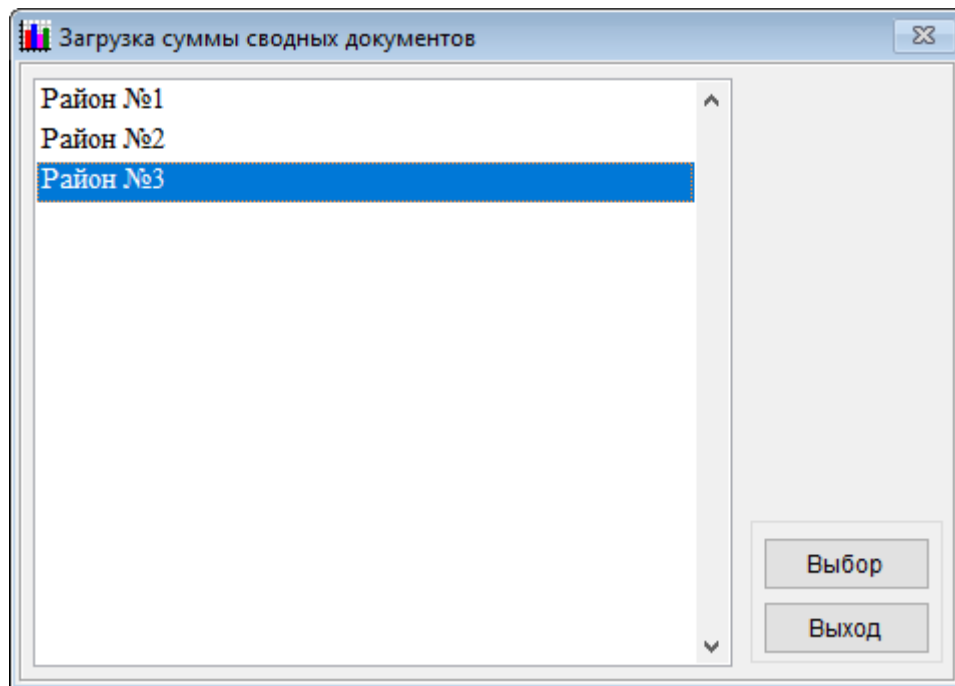 Загрузка суммы сводных документов
Район №1
Район №2
Район №3
Выбор
Выход